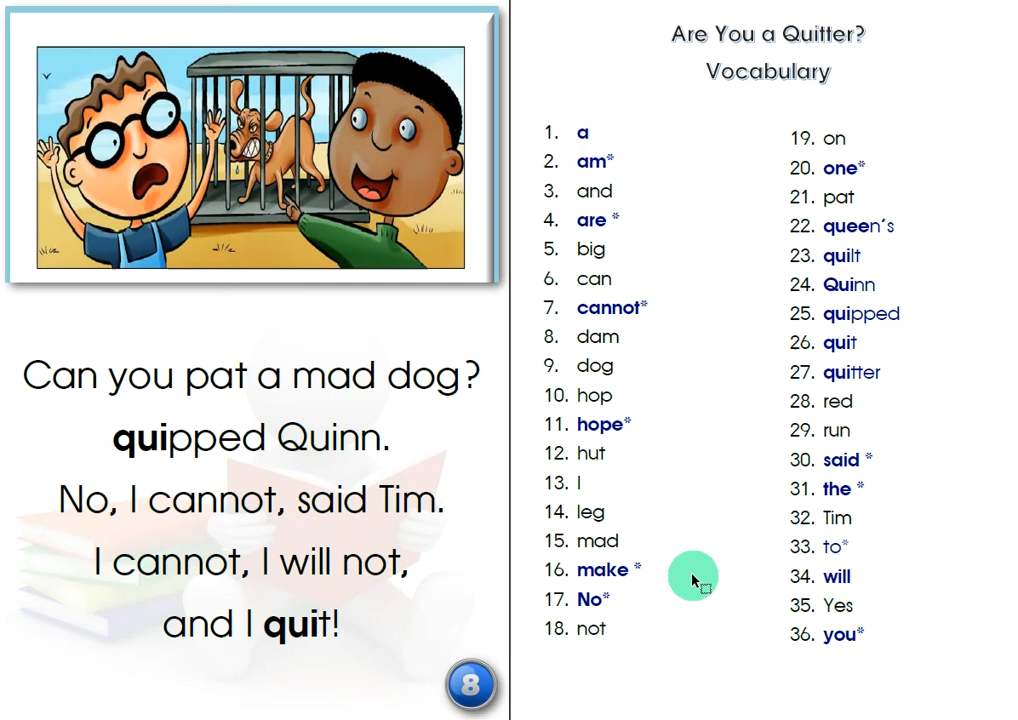 Can you pat a mad dog?
quipped Quinn.
No, I cannot, said Tim.
I cannot, I will not,
and I quit!
8
Are You a Quitter?
Vocabulary
1. a
2. am*
3. and
4. are *
5. big
6. can
7. cannot*
8. dam
9. dog
10. hop
11. hope*
12. hut
13. I
14. leg
15. mad
16. make *
17. No*
18. not
19. on
20. one*
21. pat
22. queen's
23. quilt
24. Quinn
25. quipped
26. quit
27. quitter
28. red
29. run
30. said *
31. the *
32. Tim
33. to*
34. will
35. Yes
36. you*